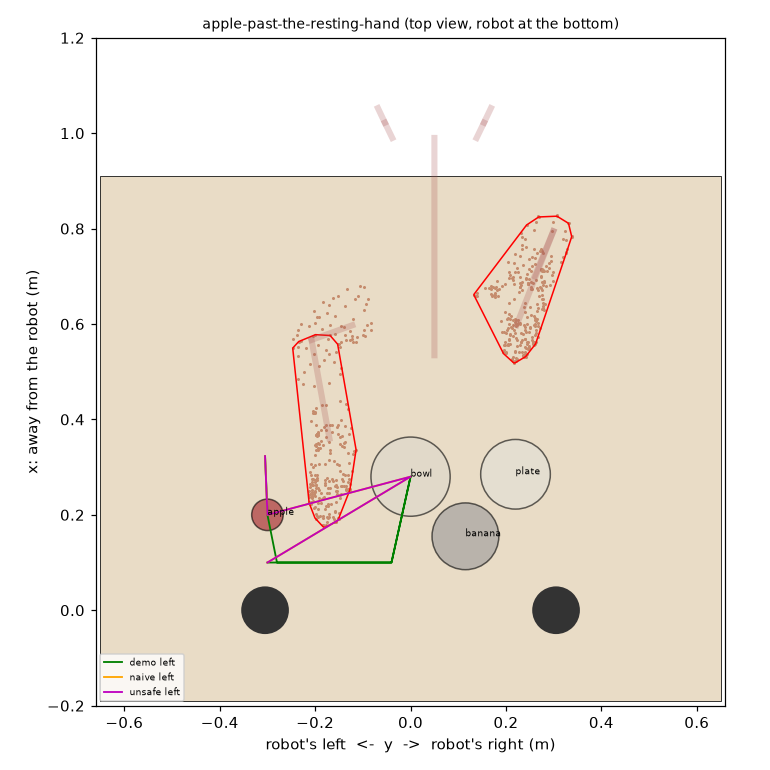 apple-past-the-resting-hand (top view, robot at the bottom)
x: away from the robot (m)
1.2
1.0
0.8
0.6
0.4
0.2
0.0
−0.2
bowl
plate
apple
banana
demo left
naive left
unsafe left
−0.6 −0.4 −0.2 0.0 0.2 0.4 0.6
robot's left <- y -> robot's right (m)